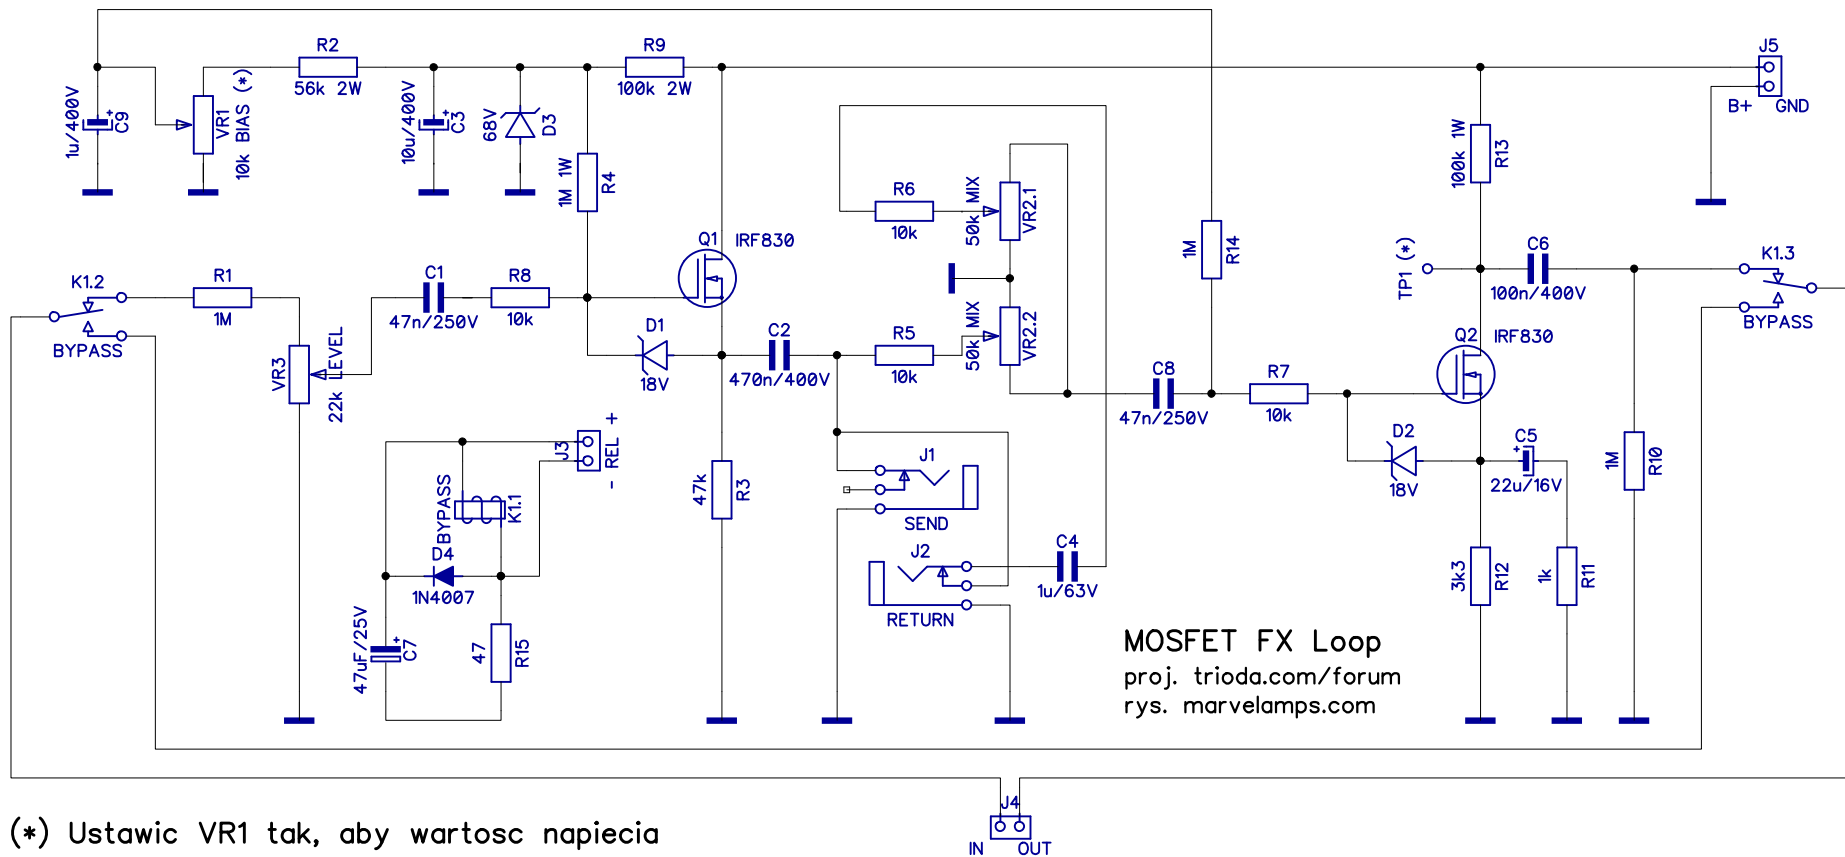 R2
56k 2W
R9
100k 2W
J5
B+ GND
1u/400V
C9
VR1
10k BIAS (*)
10u/400V
C3
68V
D3
1M 1W
R4
R6
10k
50k MIX
VR2.1
100k 1W
R13
Q1
IRF830
1M
R14
TP1 (*)
C6
100n/400V
K1.3
BYPASS
K1.2
BYPASS
R1
1M
C1
47n/250V
R8
10k
VR3
22k LEVEL
D1
18V
C2
470n/400V
R5
10k
50k MIX
VR2.2
C8
47n/250V
R7
10k
Q2
IRF830
D2
18V
C5
22u/16V
1M
R10
J3
- REL +
BYPASS
K1.1
D4
1N4007
47k
R3
J1
SEND
J2
RETURN
C4
1u/63V
3k3
R12
1k
R11
47uF/25V
C7
47
R15
MOSFET FX Loop
proj. trioda.com/forum
rys. marvelamps.com
J4
IN OUT
(*) Ustawic VR1 tak, aby wartosc napiecia